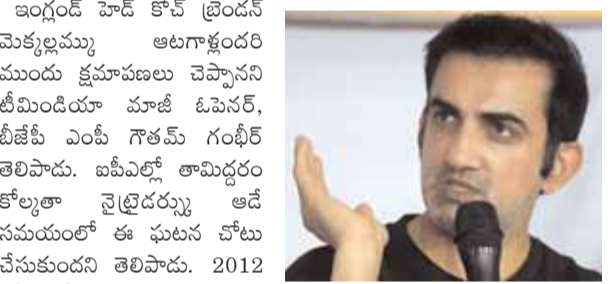 ఇంగ్లండ్ హెడ్ కోచ్ బ్రెండన్
మెక్కల్లమ్కు ఆటగాళ్లందరి
ముందు క్షమాపణలు చెప్పానని
టీమిండియా మాజీ ఓపెనర్,
బీజేపీ ఎంపీ గౌతమ్ గంభీర్
తెలిపాడు. ఐపీఎల్లో తామిద్దరం
కోల్కతా నైట్రైడర్స్కు ఆడే
సమయంలో ఈ ఘటన చోటు
చేసుకుందని తెలిపాడు. 2012